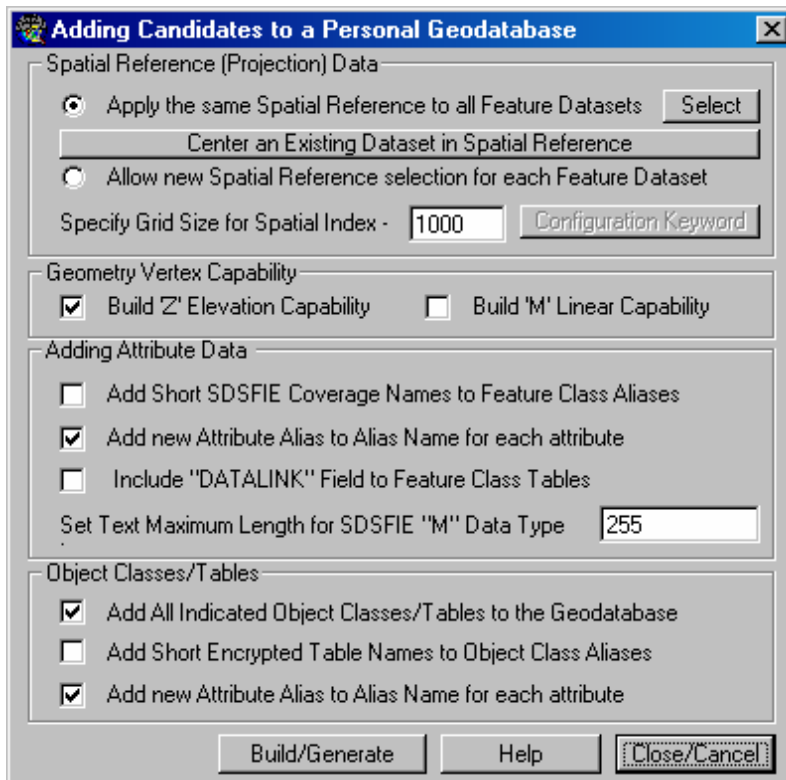 Adding Candidates to a Personal Geodatabase
Spatial Reference (Projection) Data
Apply the same Spatial Reference to all Feature Datasets Select
Center an Existing Dataset in Spatial Reference
Allow new Spatial Reference selection for each Feature Dataset
Specify Grid Size for Spatial Index - 1000 Configuration Keyword
Geometry Vertex Capability
Build 'Z' Elevation Capability Build 'M' Linear Capability
Adding Attribute Data
Add Short SDSFIE Coverage Names to Feature Class Aliases
Add new Attribute Alias to Alias Name for each attribute
Include "DATALINK" Field to Feature Class Tables
Set Text Maximum Length for SDSFIE "M" Data Type 255
Object Classes/Tables
Add All Indicated Object Classes/Tables to the Geodatabase
Add Short Encrypted Table Names to Object Class Aliases
Add new Attribute Alias to Alias Name for each attribute
Build/Generate Help Close/Cancel